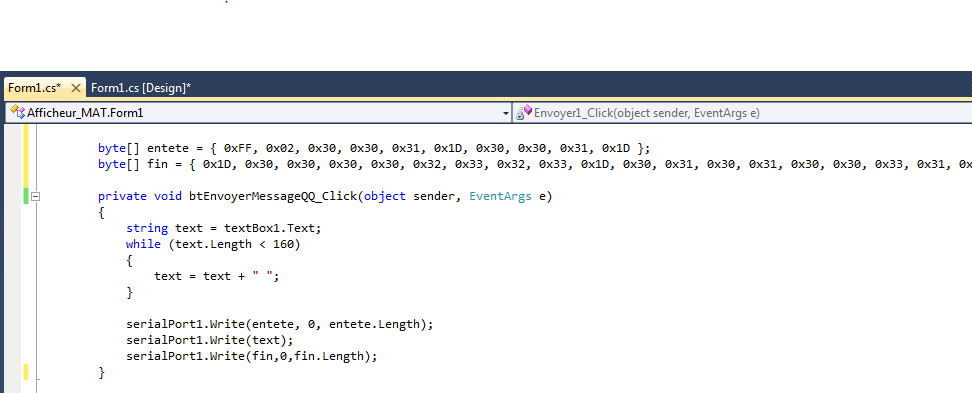 Form1.cs* Form1.cs [Design]*
Afficheur_MAT.Form1 Envoyer1_Click(object sender, EventArgs e)
byte[] entete = { 0xFF, 0x02, 0x30, 0x30, 0x31, 0x1D, 0x30, 0x30, 0x31, 0x1D };
byte[] fin = { 0x1D, 0x30, 0x30, 0x30, 0x30, 0x32, 0x33, 0x32, 0x33, 0x1D, 0x30, 0x31, 0x30, 0x31, 0x30, 0x30, 0x33, 0x31, 0x
private void btEnvoyerMessageQQ_Click(object sender, EventArgs e)
{
string text = textBox1.Text;
while (text.Length < 160)
{
text = text + " ";
}
serialPort1.Write(entete, 0, entete.Length);
serialPort1.Write(text);
serialPort1.Write(fin,0,fin.Length);
}